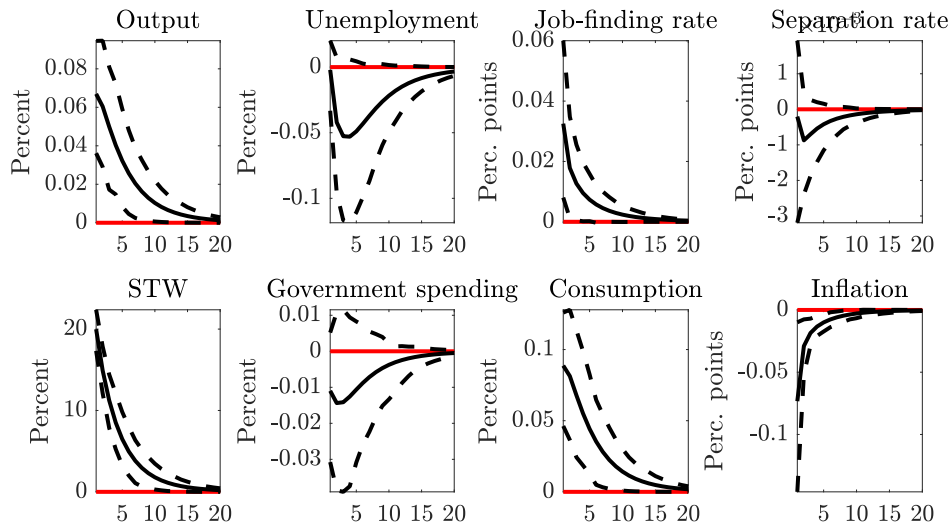 Output
Percent
0.08
0.06
0.04
0.02
0
5 10 15 20
Unemployment
Percent
0
-0.05
-0.1
5 10 15 20
Job-finding rate
Perc. points
0.06
0.04
0.02
0
5 10 15 20
Separation rate
Perc. points
1
0
-1
-2
-3
5 10 15 20
STW
Percent
20
10
0
5 10 15 20
Government spending
Percent
0.01
0
-0.01
-0.02
-0.03
5 10 15 20
Consumption
Percent
0.1
0.05
0
5 10 15 20
Inflation
Perc. points
0
-0.05
-0.1
5 10 15 20